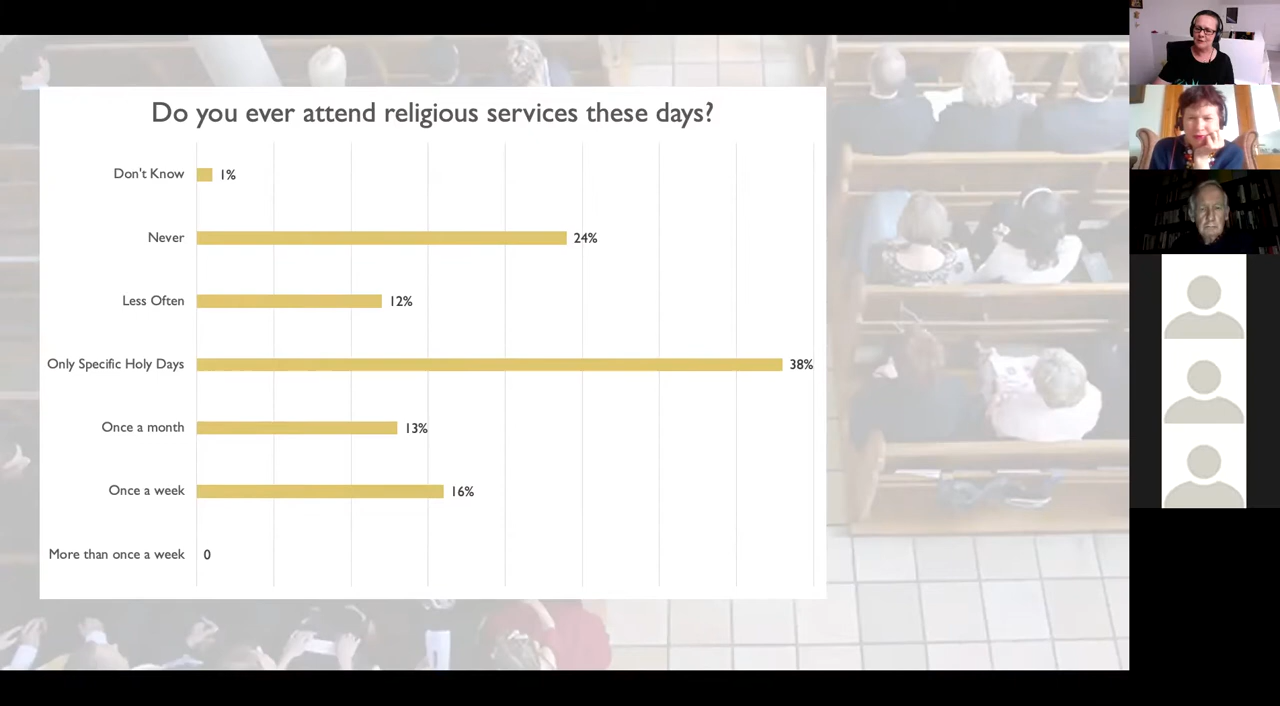 Do you ever attend religious services these days?
Don't Know 1%
Never 24%
Less Often 12%
Only Specific Holy Days 38%
Once a month 13%
Once a week 16%
More than once a week 0